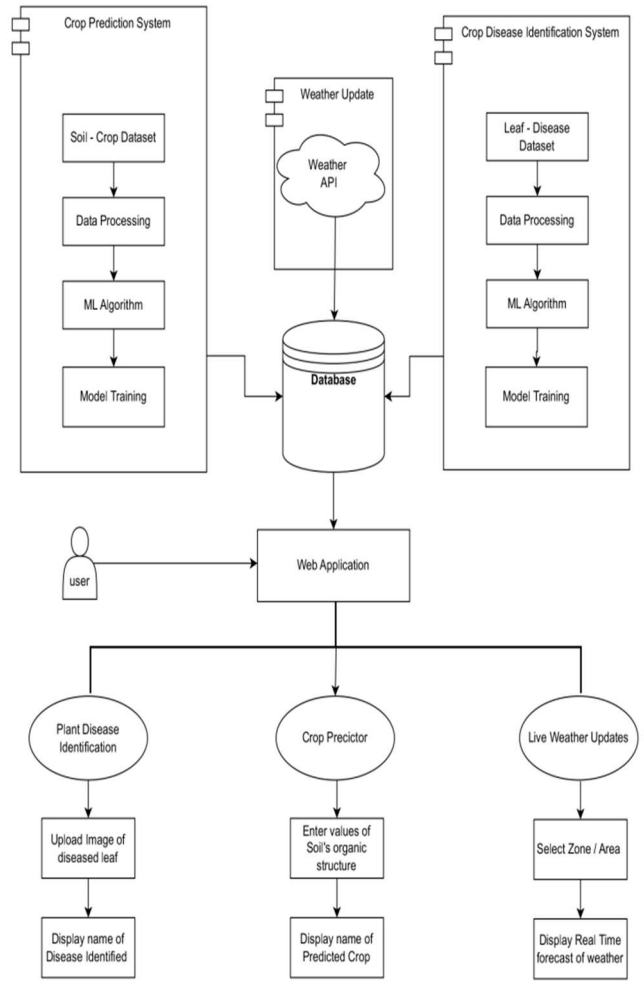 Crop Prediction System
Soil - Crop Dataset
Data Processing
ML Algorithm
Model Training
Weather Update
Weather
API
Crop Disease Identification System
Leaf - Disease
Dataset
Data Processing
ML Algorithm
Model Training
Database
user
Web Application
Plant Disease
Identification
Upload Image of
diseased leaf
Display name of
Disease Identified
Crop Precictor
Enter values of
Soil's organic
structure
Display name of
Predicted Crop
Live Weather Updates
Select Zone / Area
Display Real Time
forecast of weather